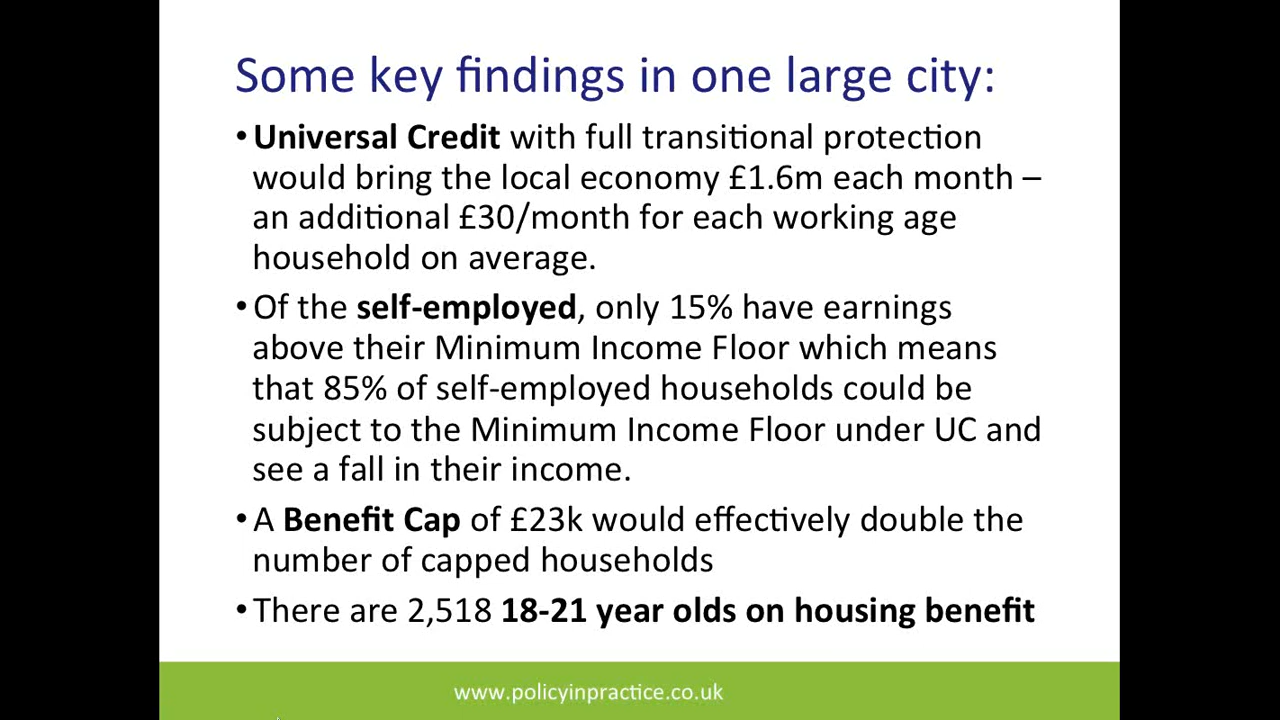 Some key findings in one large city:
•Universal Credit with full transitional protection
would bring the local economy £1.6m each month –
an additional £30/month for each working age
household on average.
•Of the self-employed, only 15% have earnings
above their Minimum Income Floor which means
that 85% of self-employed households could be
subject to the Minimum Income Floor under UC and
see a fall in their income.
•A Benefit Cap of £23k would effectively double the
number of capped households
•There are 2,518 18-21 year olds on housing benefit
www.policyinpractice.co.uk